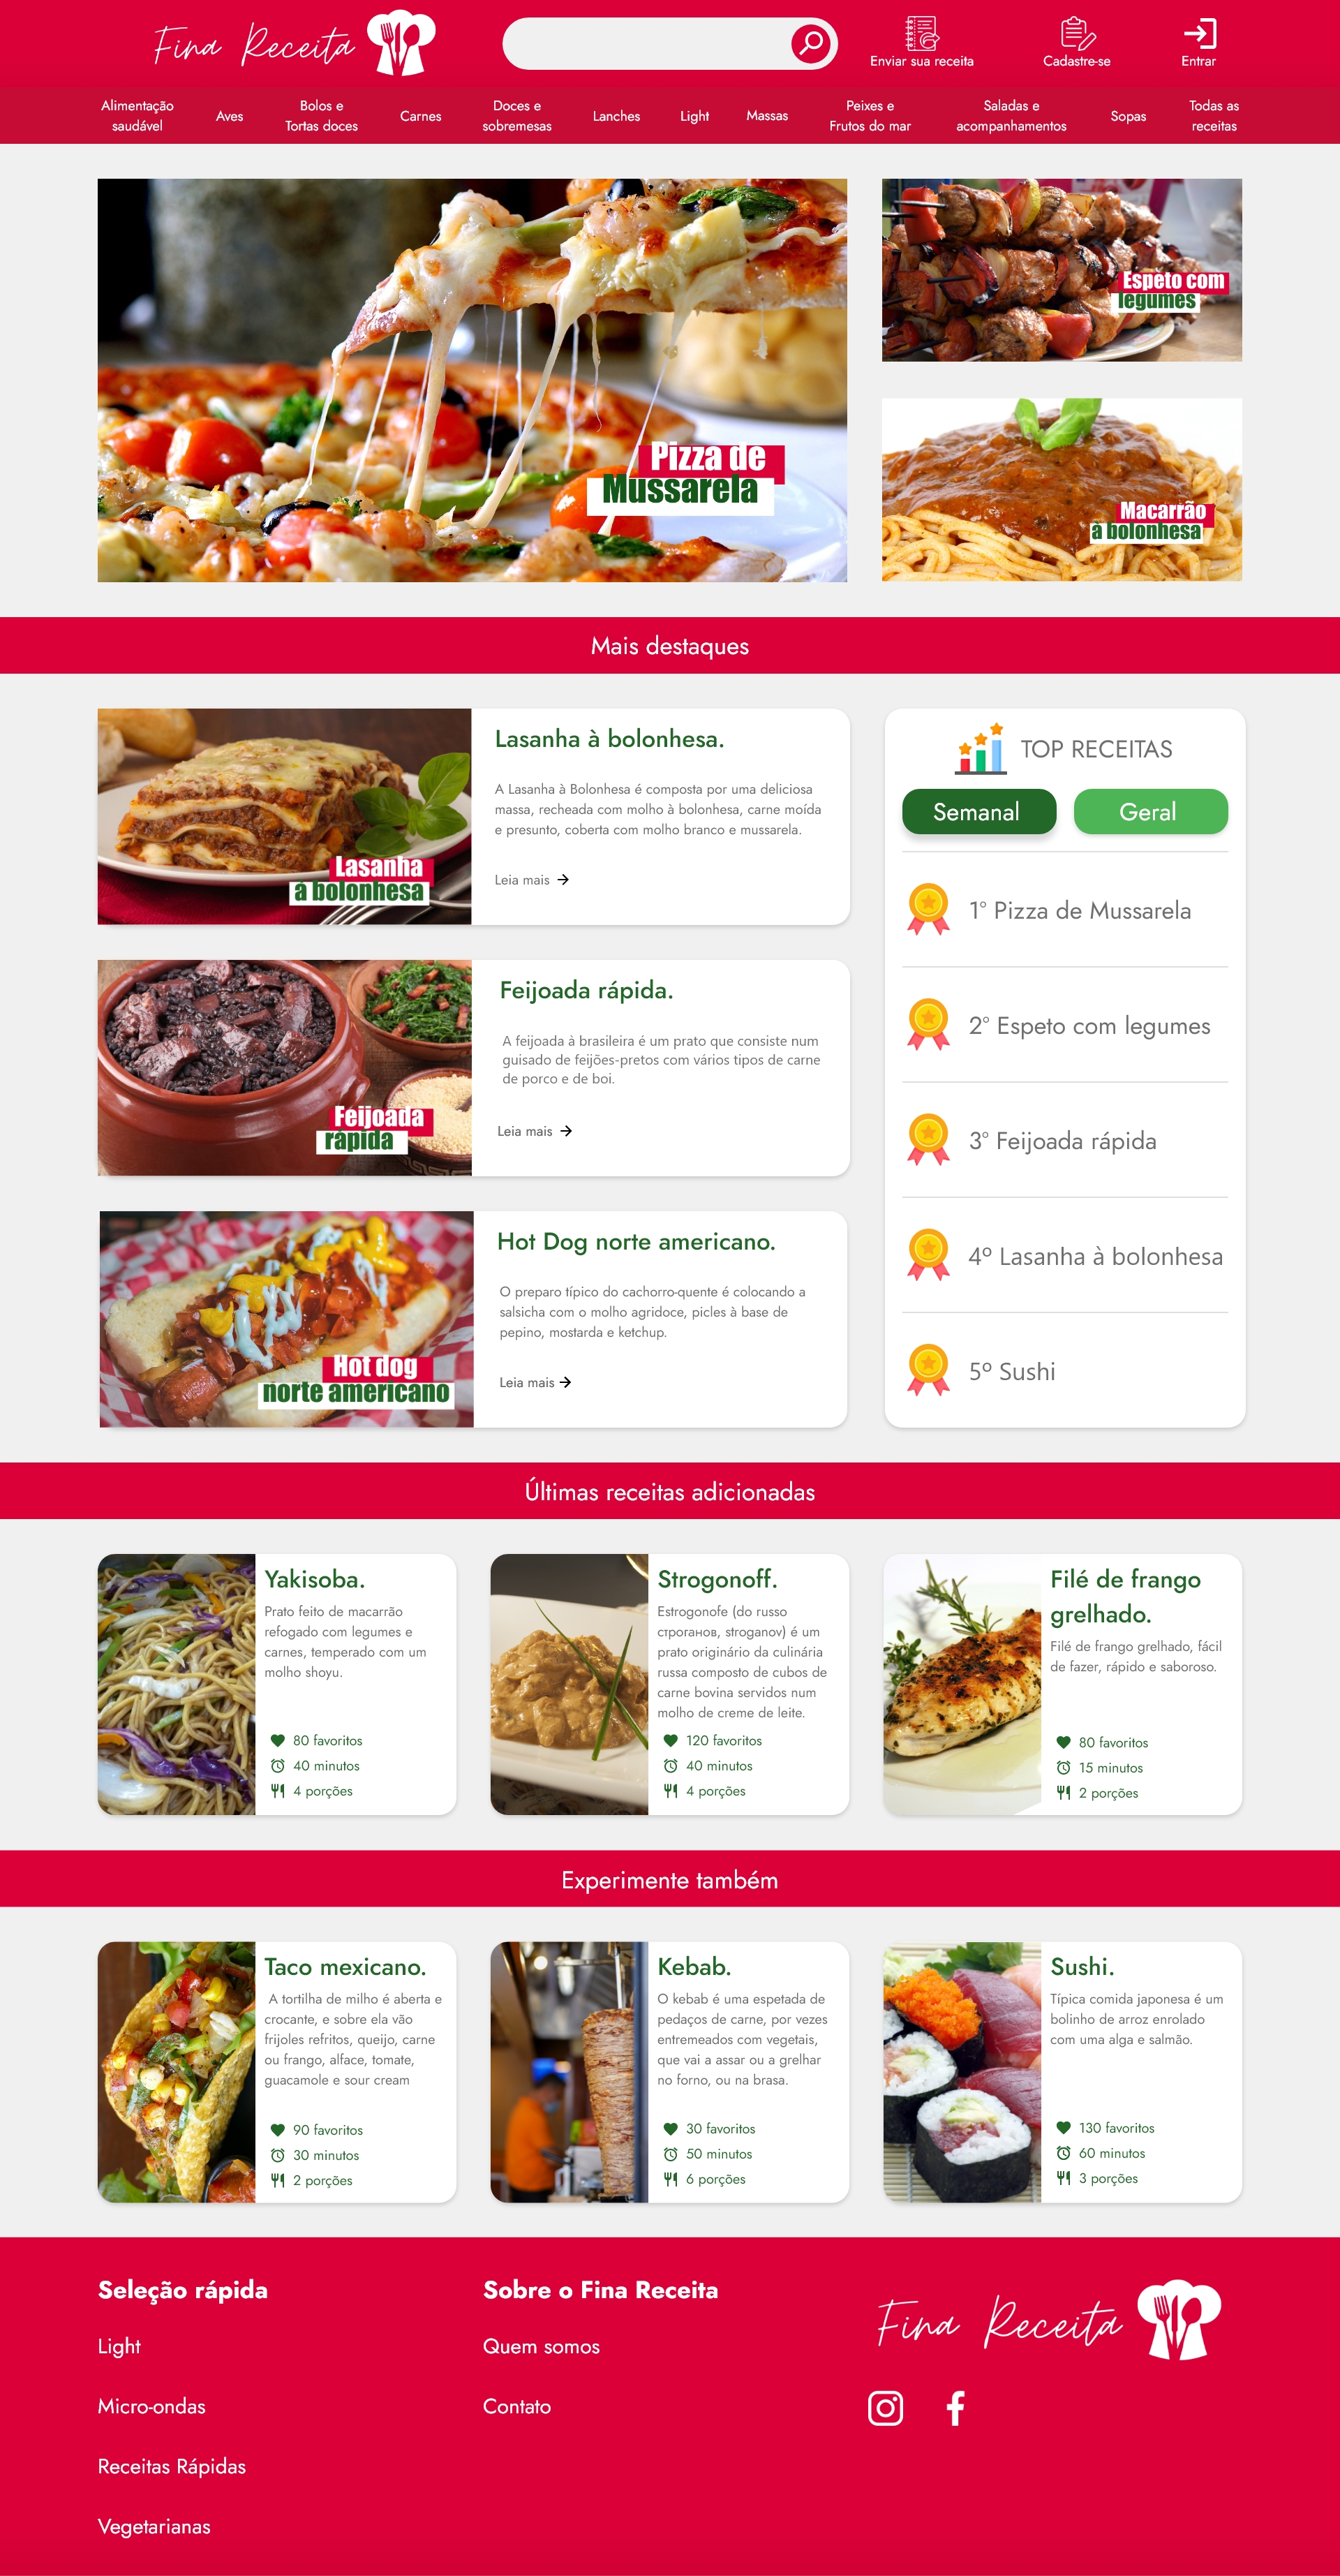 Fina Receita
Enviar sua receita
Cadastre-se
Entrar
Alimentação
saudável
Aves
Bolos e
Tortas doces
Carnes
Doces e
sobremesas
Lanches
Light
Massas
Peixes e
Frutos do mar
Saladas e
acompanhamentos
Sopas
Todas as
receitas
Pizza de
Mussarela
Espeto com
legumes
Macarrão
à bolonhesa
Mais destaques
Lasanha
à bolonhesa
Lasanha à bolonhesa.
A Lasanha à Bolonhesa é composta por uma deliciosa
massa, recheada com molho à bolonhesa, carne moída
e presunto, coberta com molho branco e mussarela.
Leia mais
Feijoada
rápida
Feijoada rápida.
A feijoada à brasileira é um prato que consiste num
guisado de feijões-pretos com vários tipos de carne
de porco e de boi.
Leia mais
Hot dog
norte americano
Hot Dog norte americano.
O preparo típico do cachorro-quente é colocando a
salsicha com o molho agridoce, picles à base de
pepino, mostarda e ketchup.
Leia mais
TOP RECEITAS
Semanal
Geral
1° Pizza de Mussarela
2° Espeto com legumes
3° Feijoada rápida
4º Lasanha à bolonhesa
5º Sushi
Últimas receitas adicionadas
Yakisoba.
Prato feito de macarrão
refogado com legumes e
carnes, temperado com um
molho shoyu.
80 favoritos
40 minutos
4 porções
Strogonoff.
Estrogonofe (do russo
строганов, stroganov) é um
prato originário da culinária
russa composto de cubos de
carne bovina servidos num
molho de creme de leite.
120 favoritos
40 minutos
4 porções
Filé de frango
grelhado.
Filé de frango grelhado, fácil
de fazer, rápido e saboroso.
80 favoritos
15 minutos
2 porções
Experimente também
Taco mexicano.
A tortilha de milho é aberta e
crocante, e sobre ela vão
frijoles refritos, queijo, carne
ou frango, alface, tomate,
guacamole e sour cream
90 favoritos
30 minutos
2 porções
Kebab.
O kebab é uma espetada de
pedaços de carne, por vezes
entremeados com vegetais,
que vai a assar ou a grelhar
no forno, ou na brasa.
30 favoritos
50 minutos
6 porções
Sushi.
Típica comida japonesa é um
bolinho de arroz enrolado
com uma alga e salmão.
130 favoritos
60 minutos
3 porções
Seleção rápida
Light
Micro-ondas
Receitas Rápidas
Vegetarianas
Sobre o Fina Receita
Quem somos
Contato
Fina Receita